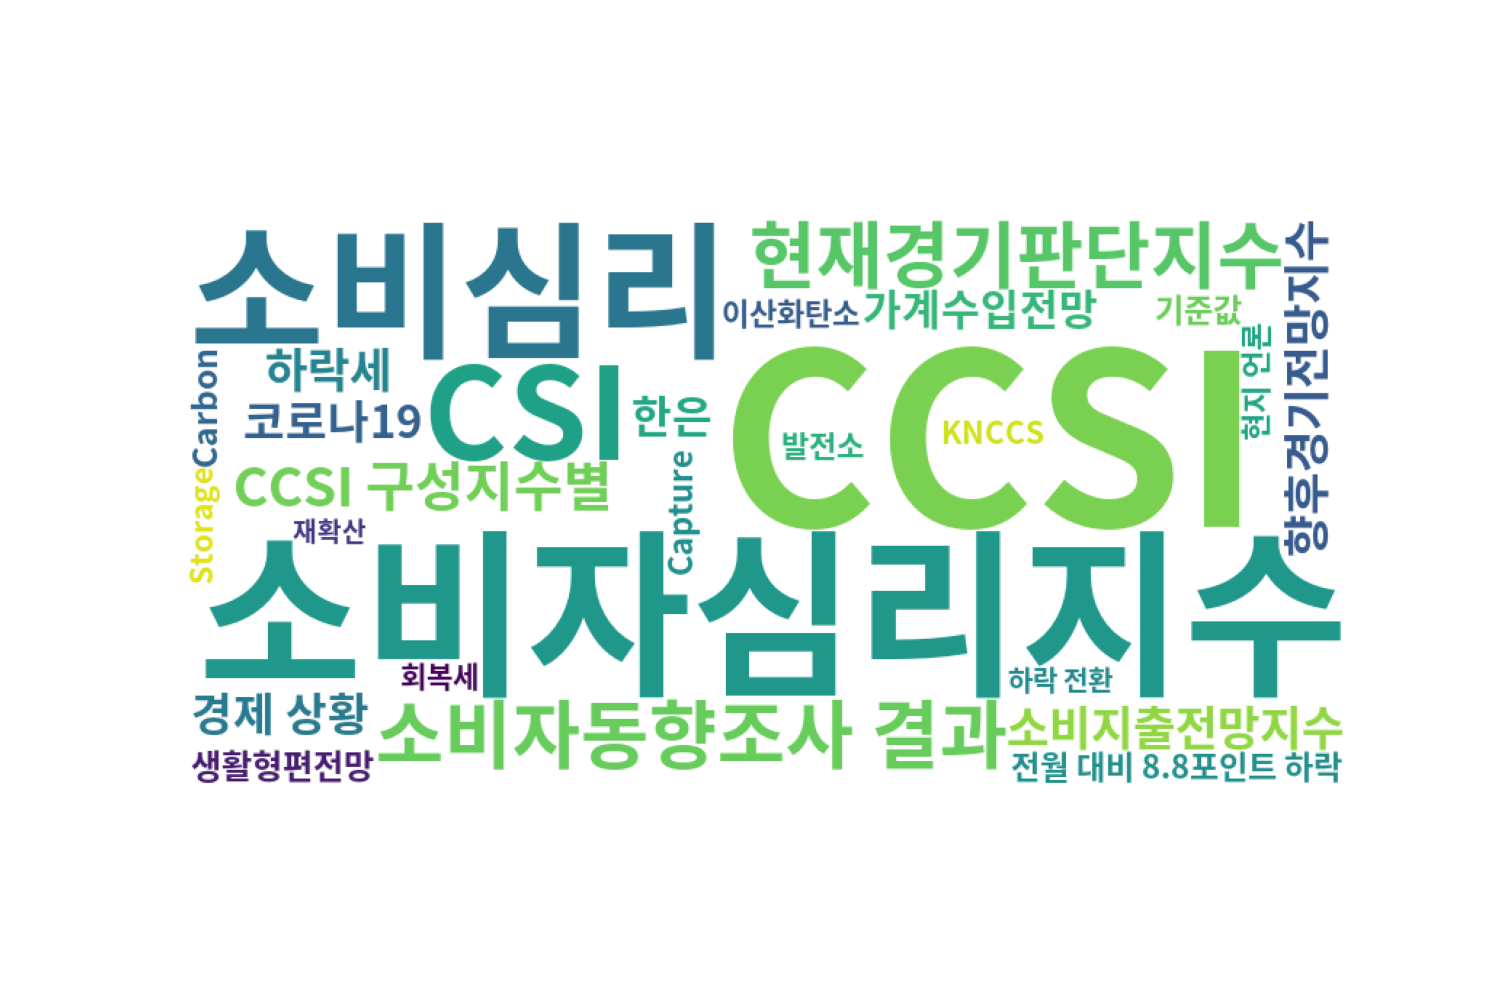 소비심리
현재경기판단지수
향후경기전망지수
이산화탄소
가계수입전망
기준값
현지 언론
하락세
Carbon
CSI
CCSI
코로나19
한은
KNCCS
발전소
CCSI 구성지수별
Capture
Storage
재확산
소비자심리지수
회복세
하락 전환
경제 상황
소비자동향조사 결과
소비지출전망지수
생활형편전망
전월 대비 8.8포인트 하락